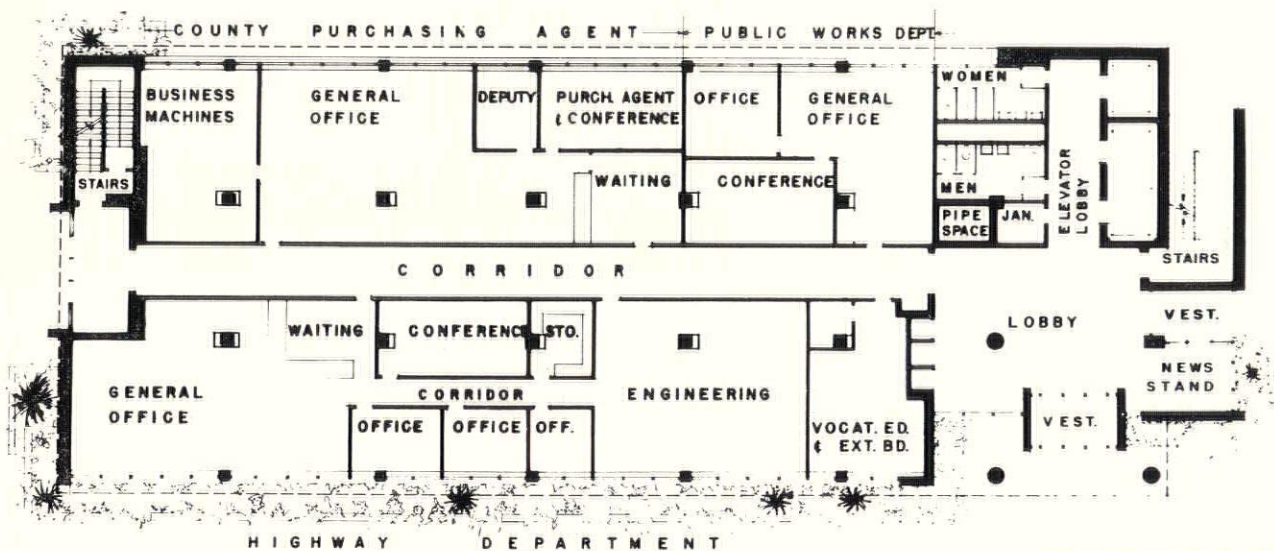 COUNTY PURCHASING AGENT
PUBLIC WORKS DEPT.
BUSINESS
MACHINES
GENERAL
OFFICE
DEPUTY
PURCH. AGENT
& CONFERENCE
OFFICE
GENERAL
OFFICE
WOMEN
STAIRS
WAITING
CONFERENCE
MEN
PIPE
SPACE
JAN.
ELEVATOR
LOBBY
STAIRS
CORRIDOR
WAITING
CONFERENCE
STO.
LOBBY
VEST.
NEWS
STAND
GENERAL
OFFICE
CORRIDOR
ENGINEERING
OFFICE
OFFICE
OFF.
VOCAT. ED.
& EXT. BD.
VEST.
HIGHWAY DEPARTMENT